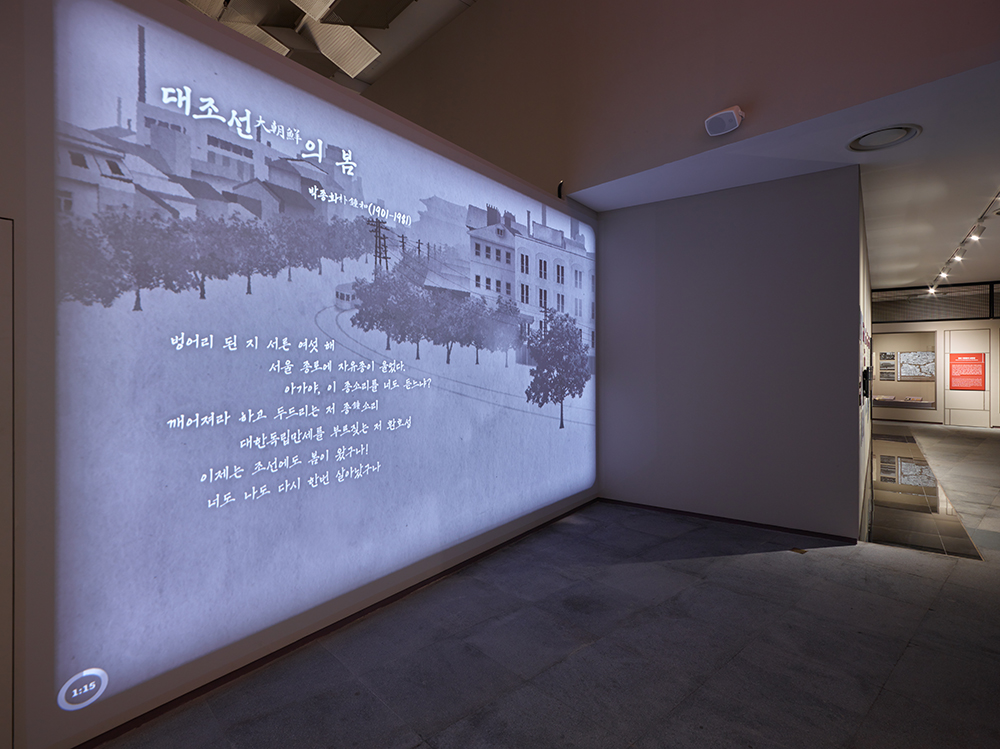 대조선大朝鮮의 봄
박종화(1901-1981)
벙어리 된 지 서른 여섯 해
서울 종로에 자유종이 울렸다.
아가야, 이 종소리를 너도 듣느냐?
깨어져라 하고 두드리는 저 종소리
대한독립만세를 부르짖는 저 환호성
이제는 조선에도 봄이 왔구나!
너도 나도 다시 한번 살아났구나
1:15